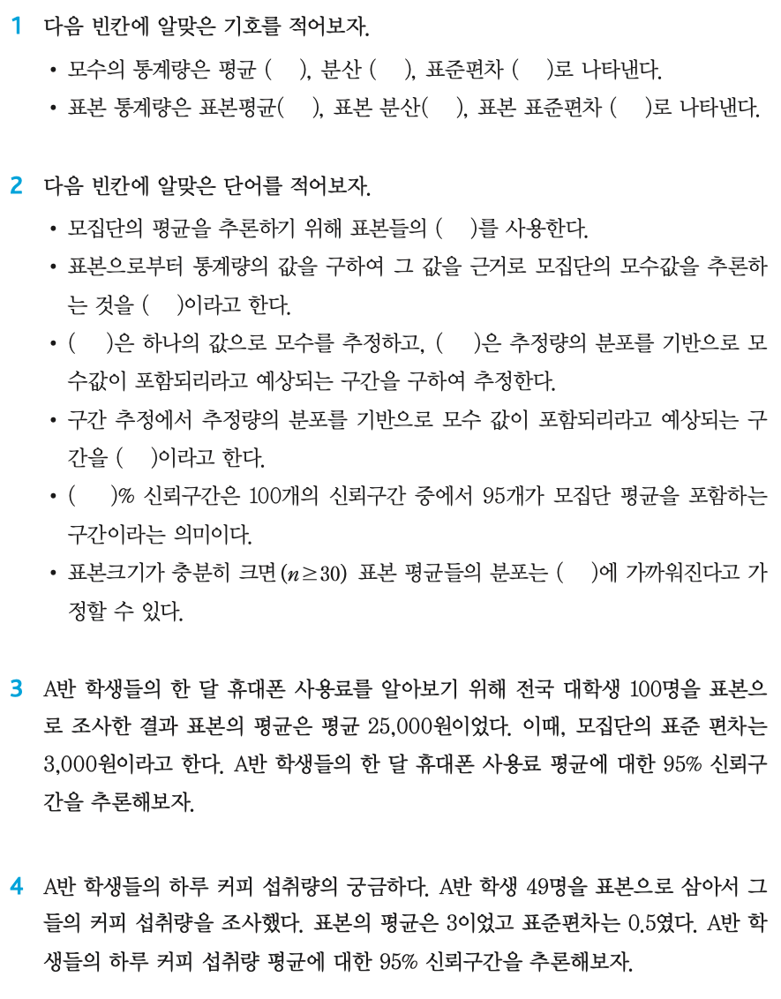 1 다음 빈칸에 알맞은 기호를 적어보자.
• 모수의 통계량은 평균 (    ), 분산 (    ), 표준편차 (    )로 나타낸다.
• 표본 통계량은 표본평균(    ), 표본 분산(    ), 표본 표준편차 (    )로 나타낸다.
2 다음 빈칸에 알맞은 단어를 적어보자.
• 모집단의 평균을 추론하기 위해 표본들의 (    )를 사용한다.
• 표본으로부터 통계량의 값을 구하여 그 값을 근거로 모집단의 모수값을 추론하
는 것을 (    )이라고 한다.
• (    )은 하나의 값으로 모수를 추정하고, (    )은 추정량의 분포를 기반으로 모
수값이 포함되리라고 예상되는 구간을 구하여 추정한다.
• 구간 추정에서 추정량의 분포를 기반으로 모수 값이 포함되리라고 예상되는 구
간을 (    )이라고 한다.
• (    )% 신뢰구간은 100개의 신뢰구간 중에서 95개가 모집단 평균을 포함하는
구간이라는 의미이다.
• 표본크기가 충분히 크면(n≥30) 표본 평균들의 분포는 (    )에 가까워진다고 가
정할 수 있다.
3 A반 학생들의 한 달 휴대폰 사용료를 알아보기 위해 전국 대학생 100명을 표본으
로 조사한 결과 표본의 평균은 평균 25,000원이었다. 이때, 모집단의 표준 편차는
3,000원이라고 한다. A반 학생들의 한 달 휴대폰 사용료 평균에 대한 95% 신뢰구
간을 추론해보자.
4 A반 학생들의 하루 커피 섭취량의 궁금하다. A반 학생 49명을 표본으로 삼아서 그
들의 커피 섭취량을 조사했다. 표본의 평균은 3이었고 표준편차는 0.5였다. A반 학
생들의 하루 커피 섭취량 평균에 대한 95% 신뢰구간을 추론해보자.